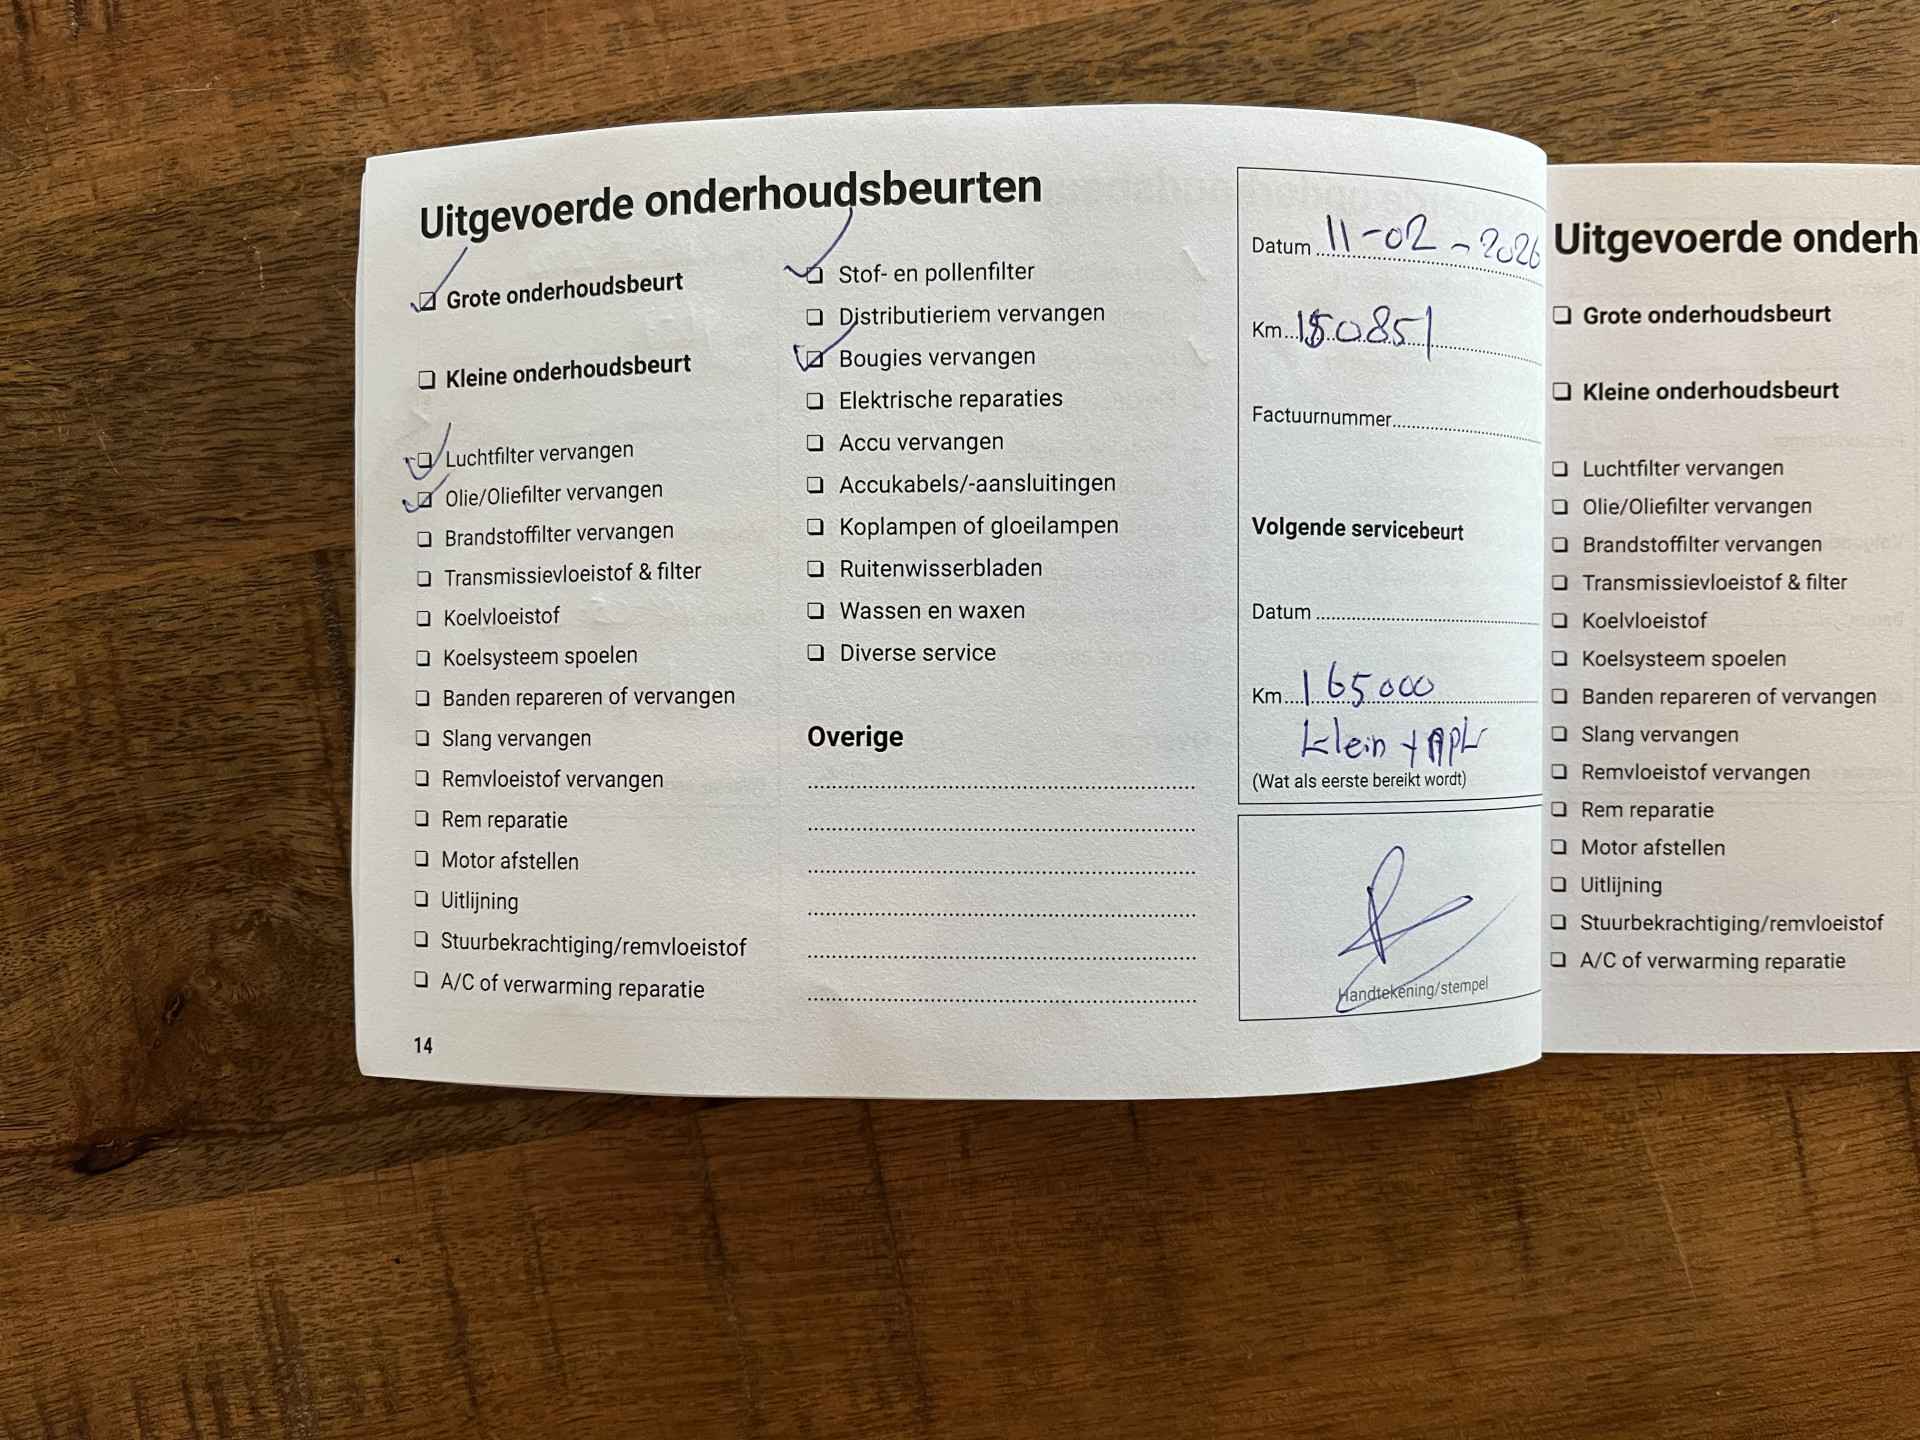 Uitgevoerde onderhoudsbeurten
Grote onderhoudsbeurt
Kleine onderhoudsbeurt
Luchtfilter vervangen
Olie/Oliefilter vervangen
Brandstoffilter vervangen
Transmissievloeistof & filter
Koelvloeistof
Koelsysteem spoelen
Banden repareren of vervangen
Slang vervangen
Remvloeistof vervangen
Rem reparatie
Motor afstellen
Uitlijning
Stuurbekrachtiging/remvloeistof
A/C of verwarming reparatie
14
Stof- en pollenfilter
Distributieriem vervangen
Bougies vervangen
Elektrische reparaties
Accu vervangen
Accukabels/-aansluitingen
Koplampen of gloeilampen
Ruitenwisserbladen
Wassen en waxen
Diverse service
Overige
Datum 11-02-2026
Km 150851
Factuurnummer
Volgende servicebeurt
Datum
Km 165000
klein +
(Wat als eerste bereikt wordt)
Handtekening/stempel
Uitgevoerde onderh
Grote onderhoudsbeurt
Kleine onderhoudsbeurt
Luchtfilter vervangen
Olie/Oliefilter vervangen
Brandstoffilter vervangen
Transmissievloeistof & filter
Koelvloeistof
Koelsysteem spoelen
Banden repareren of vervangen
Slang vervangen
Remvloeistof vervangen
Rem reparatie
Motor afstellen
Uitlijning
Stuurbekrachtiging/remvloeistof
A/C of verwarming reparatie